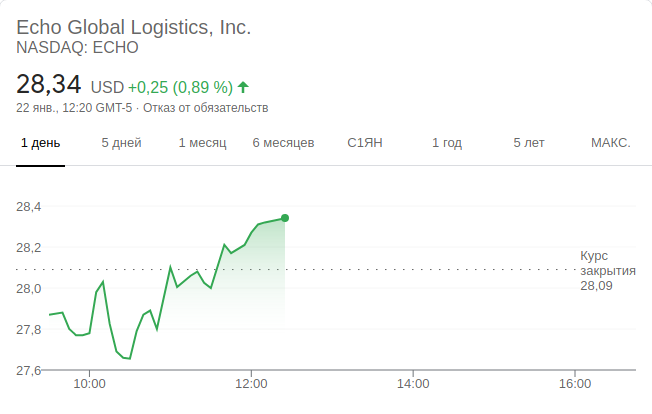 Echo Global Logistics, Inc.
NASDAQ: ECHO
28,34 USD +0,25 (0,89 %)
22 янв., 12:20 GMT-5 · Отказ от обязательств
1 день 5 дней 1 месяц 6 месяцев С1ЯН 1 год 5 лет МАКС.
28,4
28,2
28,0
27,8
27,6
Курс
закрытия
28,09
10:00 12:00 14:00 16:00